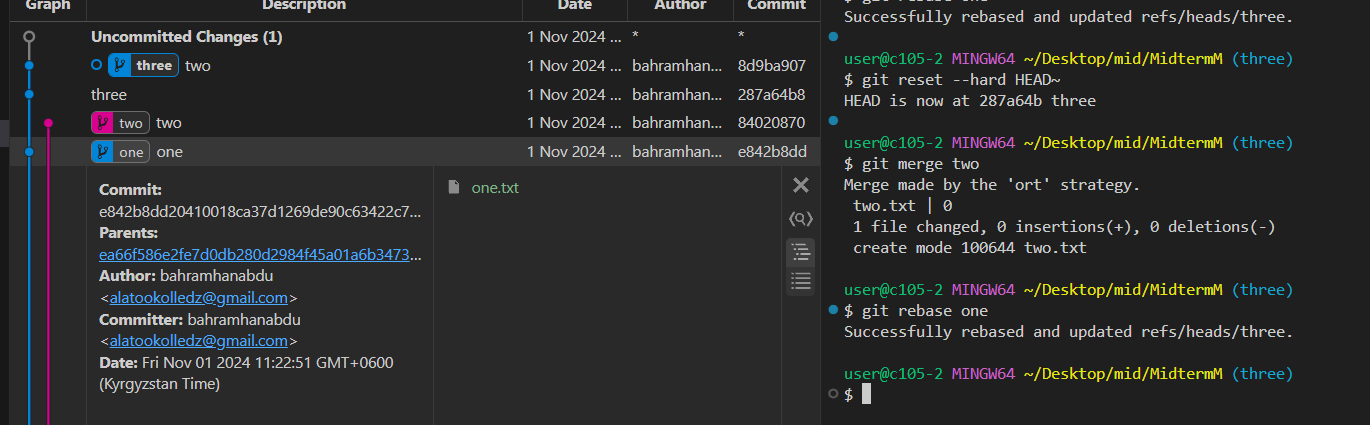 Graph Description Date Author Commit
Uncommitted Changes (1) 1 Nov 2024 ... * *
three two 1 Nov 2024 ... bahramhan... 8d9ba907
three 1 Nov 2024 ... bahramhan... 287a64b8
two two 1 Nov 2024 ... bahramhan... 84020870
one one 1 Nov 2024 ... bahramhan... e842b8dd
Commit:
e842b8dd20410018ca37d1269de90c63422c7...
Parents:
ea66f586e2fe7d0db280d2984f45a01a6b3473...
Author: bahramhanabdu
<alatookolledz@gmail.com>
Committer: bahramhanabdu
<alatookolledz@gmail.com>
Date: Fri Nov 01 2024 11:22:51 GMT+0600
(Kyrgyzstan Time)
one.txt
$ git rebase one
Successfully rebased and updated refs/heads/three.
user@c105-2 MINGW64 ~/Desktop/mid/MidtermM (three)
$ git reset --hard HEAD~
HEAD is now at 287a64b three
user@c105-2 MINGW64 ~/Desktop/mid/MidtermM (three)
$ git merge two
Merge made by the 'ort' strategy.
two.txt | 0
1 file changed, 0 insertions(+), 0 deletions(-)
create mode 100644 two.txt
user@c105-2 MINGW64 ~/Desktop/mid/MidtermM (three)
$ git rebase one
Successfully rebased and updated refs/heads/three.
user@c105-2 MINGW64 ~/Desktop/mid/MidtermM (three)
$